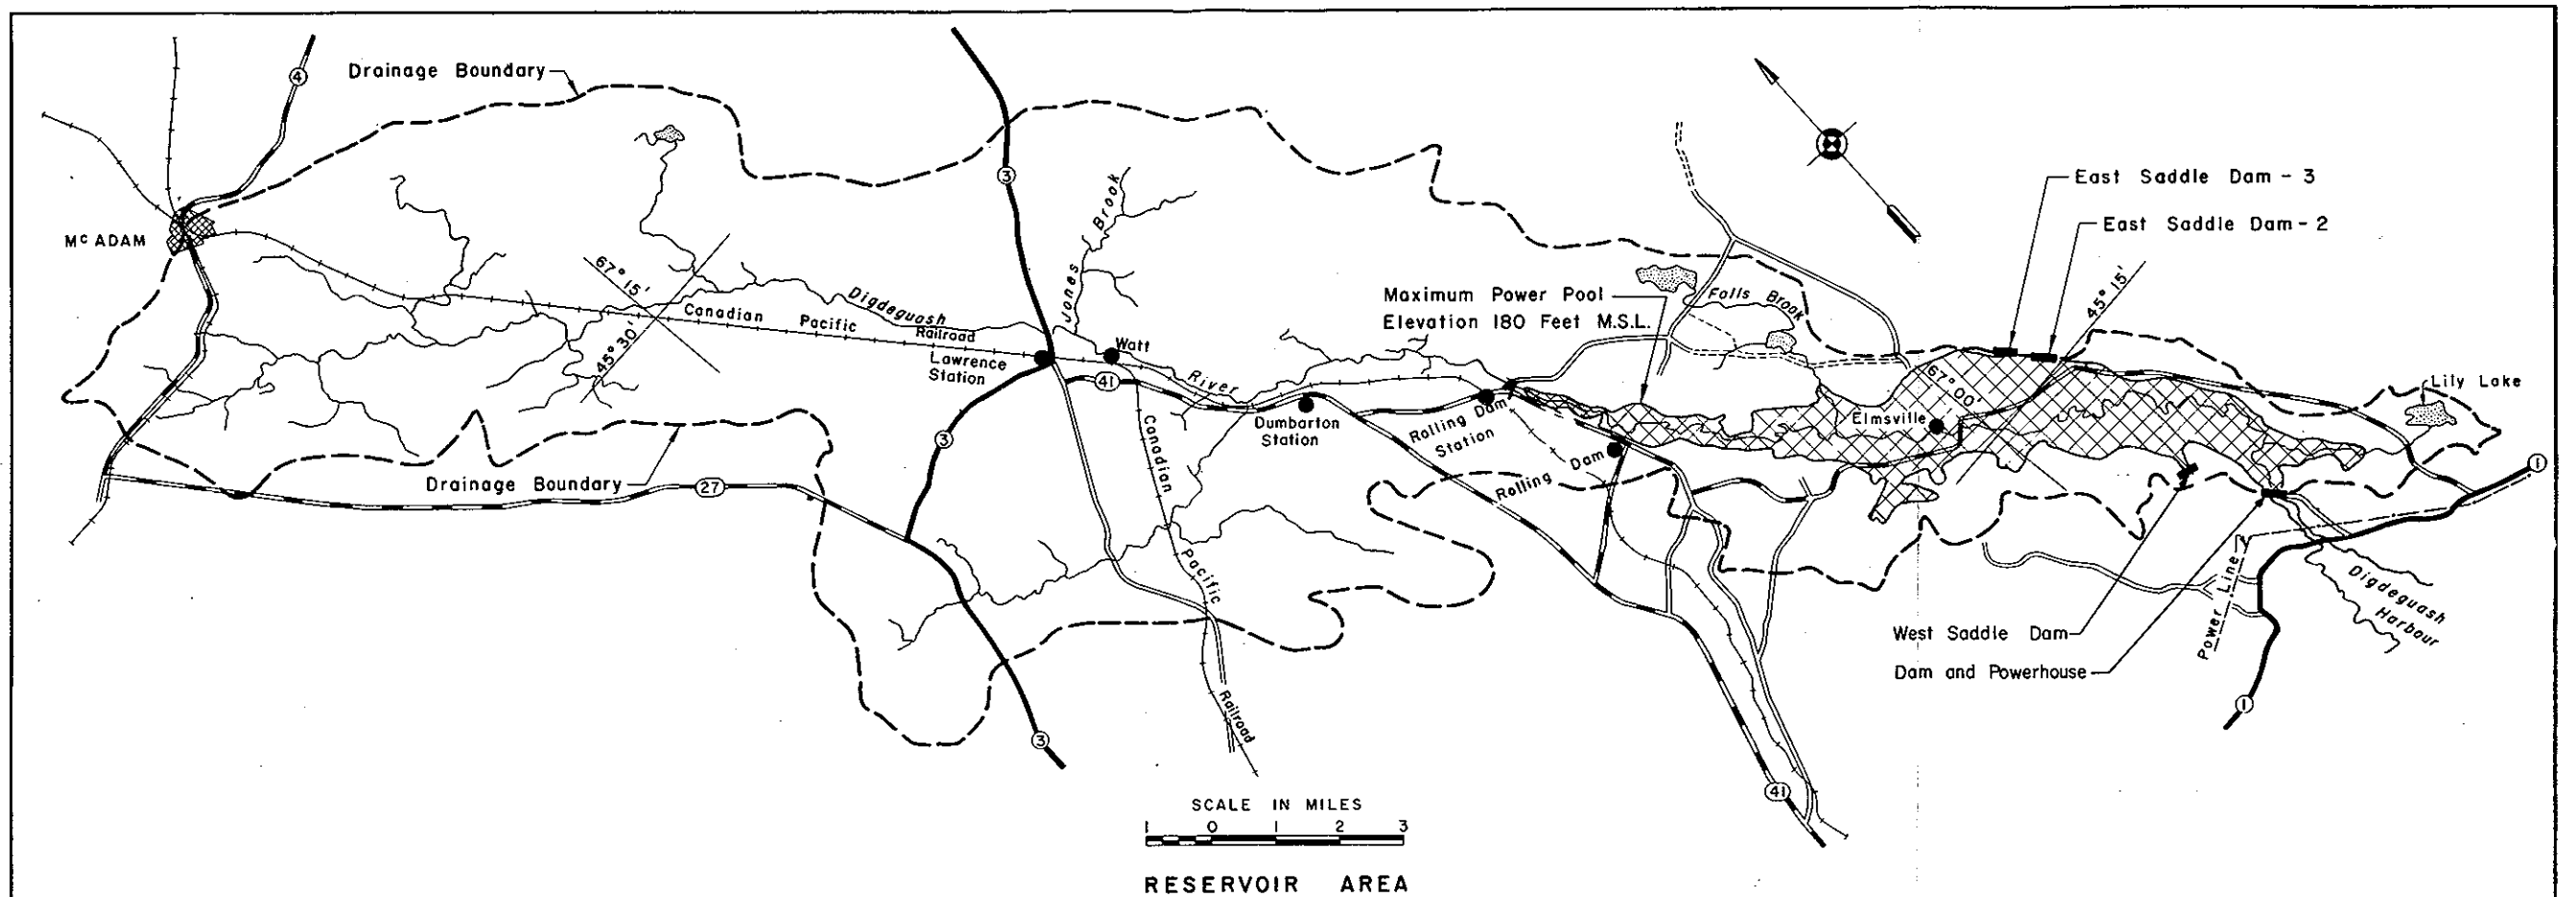 Drainage Boundary
4
3
East Saddle Dam - 3
East Saddle Dam - 2
Mc ADAM
Jones Brook
67° 15'
45° 30'
Canadian Pacific
Railroad
Digdeguash
River
Lawrence
Station
Watt
41
Maximum Power Pool
Elevation 180 Feet M.S.L.
Falls Brook
45° 15'
67° 00'
Elmsville
Lily Lake
Dumbarton
Station
Rolling Dam
Station
Rolling Dam
3
Canadian
Pacific
Railroad
Drainage Boundary
27
1
Power Line
Digdeguash
Harbour
West Saddle Dam
Dam and Powerhouse
1
3
41
SCALE IN MILES
1 0 1 2 3
RESERVOIR AREA